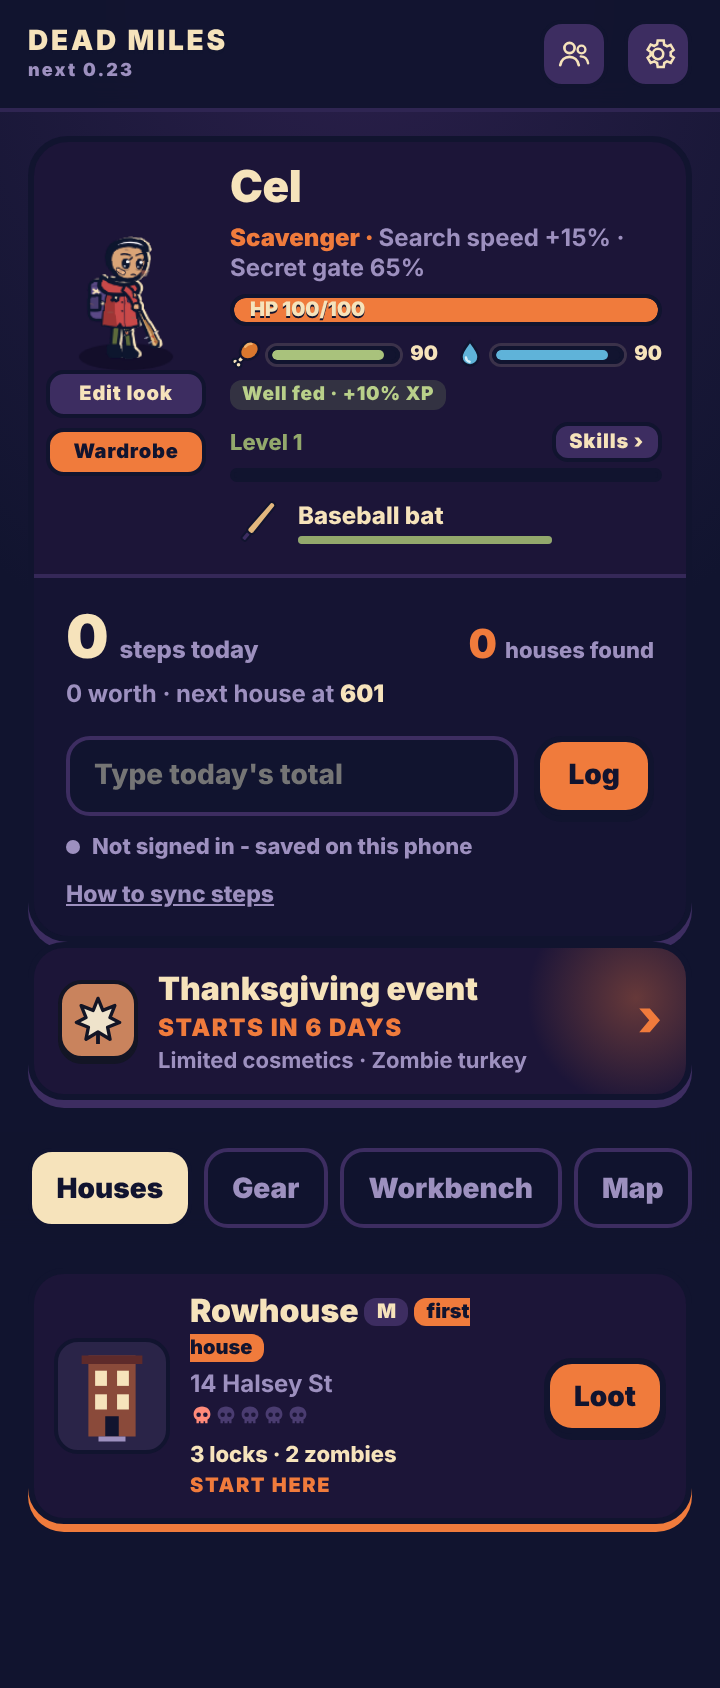 DEAD MILES
next 0.23
Cel
Scavenger · Search speed +15% ·
Secret gate 65%
HP 100/100
90 90
Well fed · +10% XP
Edit look
Level 1
Skills ›
Wardrobe
Baseball bat
0 steps today
0 houses found
0 worth · next house at 601
Type today's total
Log
Not signed in - saved on this phone
How to sync steps
Thanksgiving event
STARTS IN 6 DAYS
Limited cosmetics · Zombie turkey
›
Houses
Gear
Workbench
Map
Rowhouse M first
house
14 Halsey St
3 locks · 2 zombies
START HERE
Loot